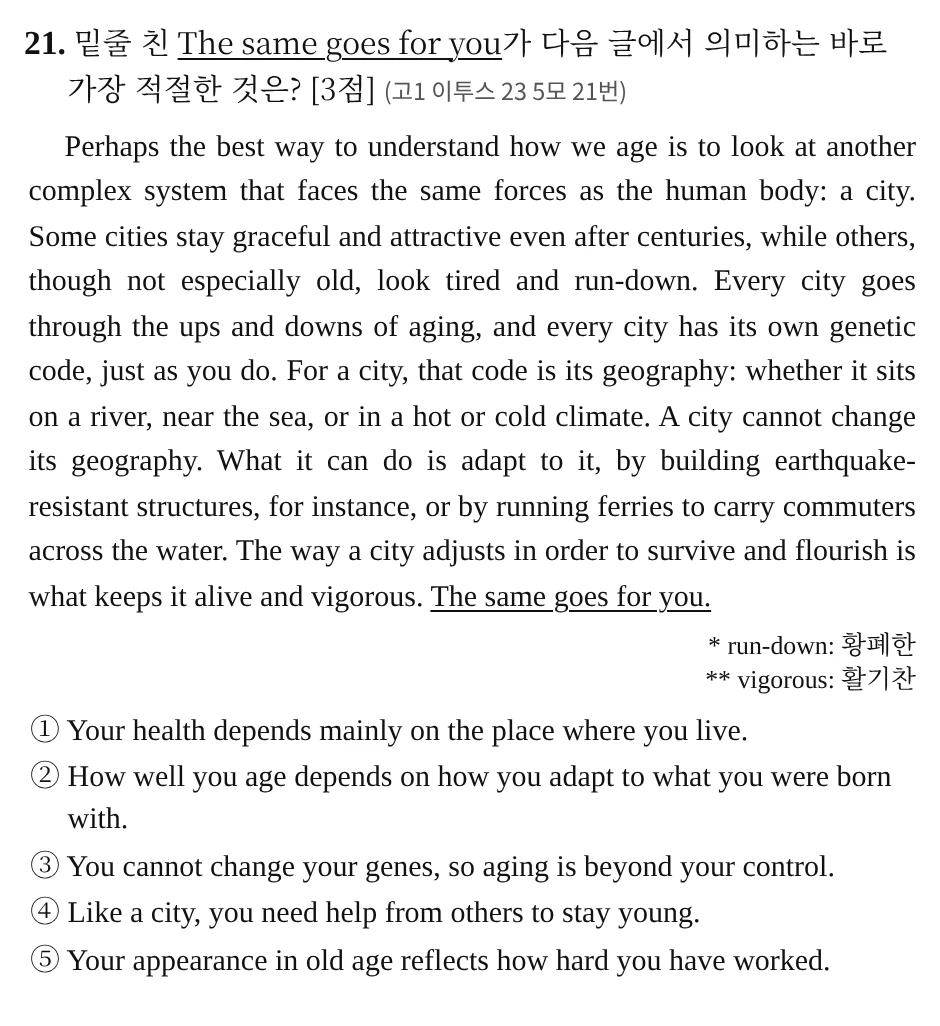 21. 밑줄 친 The same goes for you가 다음 글에서 의미하는 바로
가장 적절한 것은? [3점] (고1 이투스 23 5모 21번)
Perhaps the best way to understand how we age is to look at another
complex system that faces the same forces as the human body: a city.
Some cities stay graceful and attractive even after centuries, while others,
though not especially old, look tired and run-down. Every city goes
through the ups and downs of aging, and every city has its own genetic
code, just as you do. For a city, that code is its geography: whether it sits
on a river, near the sea, or in a hot or cold climate. A city cannot change
its geography. What it can do is adapt to it, by building earthquake-
resistant structures, for instance, or by running ferries to carry commuters
across the water. The way a city adjusts in order to survive and flourish is
what keeps it alive and vigorous. The same goes for you.
* run-down: 황폐한
** vigorous: 활기찬
① Your health depends mainly on the place where you live.
② How well you age depends on how you adapt to what you were born
with.
③ You cannot change your genes, so aging is beyond your control.
④ Like a city, you need help from others to stay young.
⑤ Your appearance in old age reflects how hard you have worked.